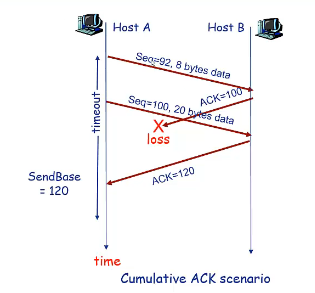 Host A
Host B
Seq=92, 8 bytes data
ACK=100
Seq=100, 20 bytes data
timeout
X
loss
ACK=120
SendBase
= 120
time
Cumulative ACK scenario